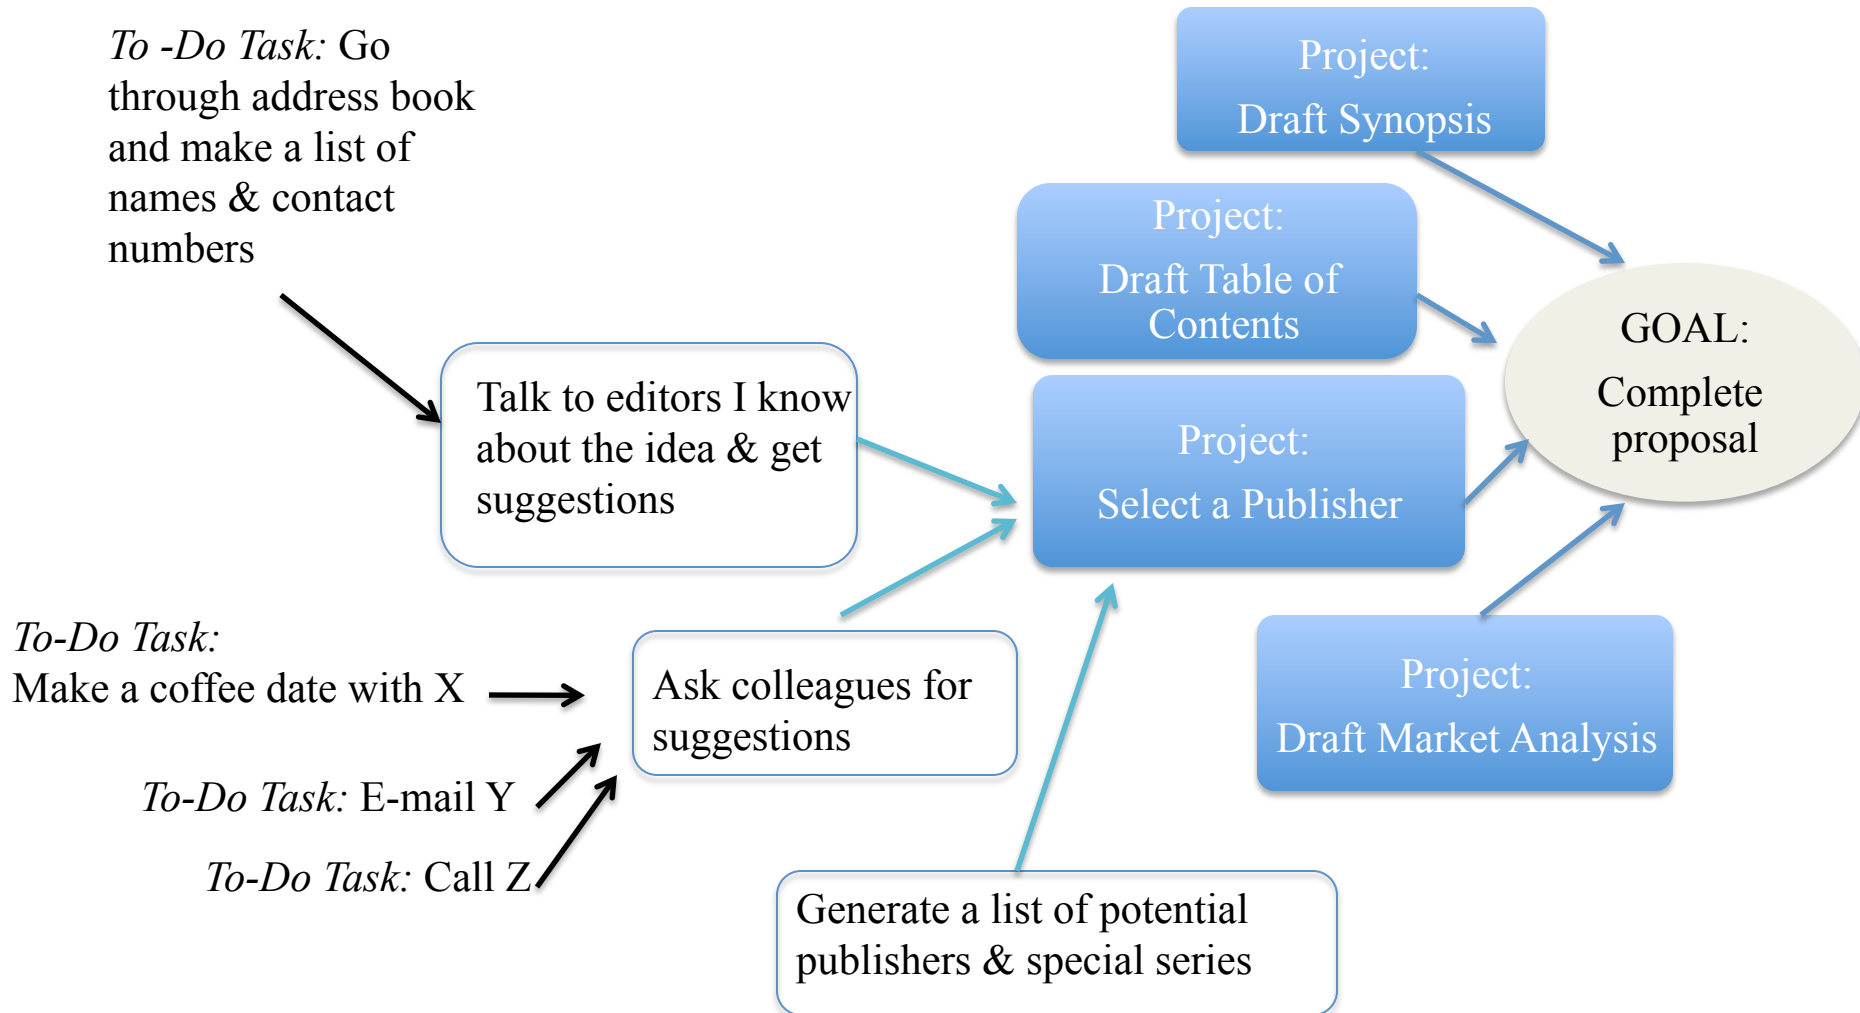 To -Do Task: Go
through address book
and make a list of
names & contact
numbers
Project:
Draft Synopsis
Project:
Draft Table of
Contents
GOAL:
Complete
proposal
Talk to editors I know
about the idea & get
suggestions
Project:
Select a Publisher
To-Do Task:
Make a coffee date with X
Ask colleagues for
suggestions
Project:
Draft Market Analysis
To-Do Task: E-mail Y
To-Do Task: Call Z
Generate a list of potential
publishers & special series